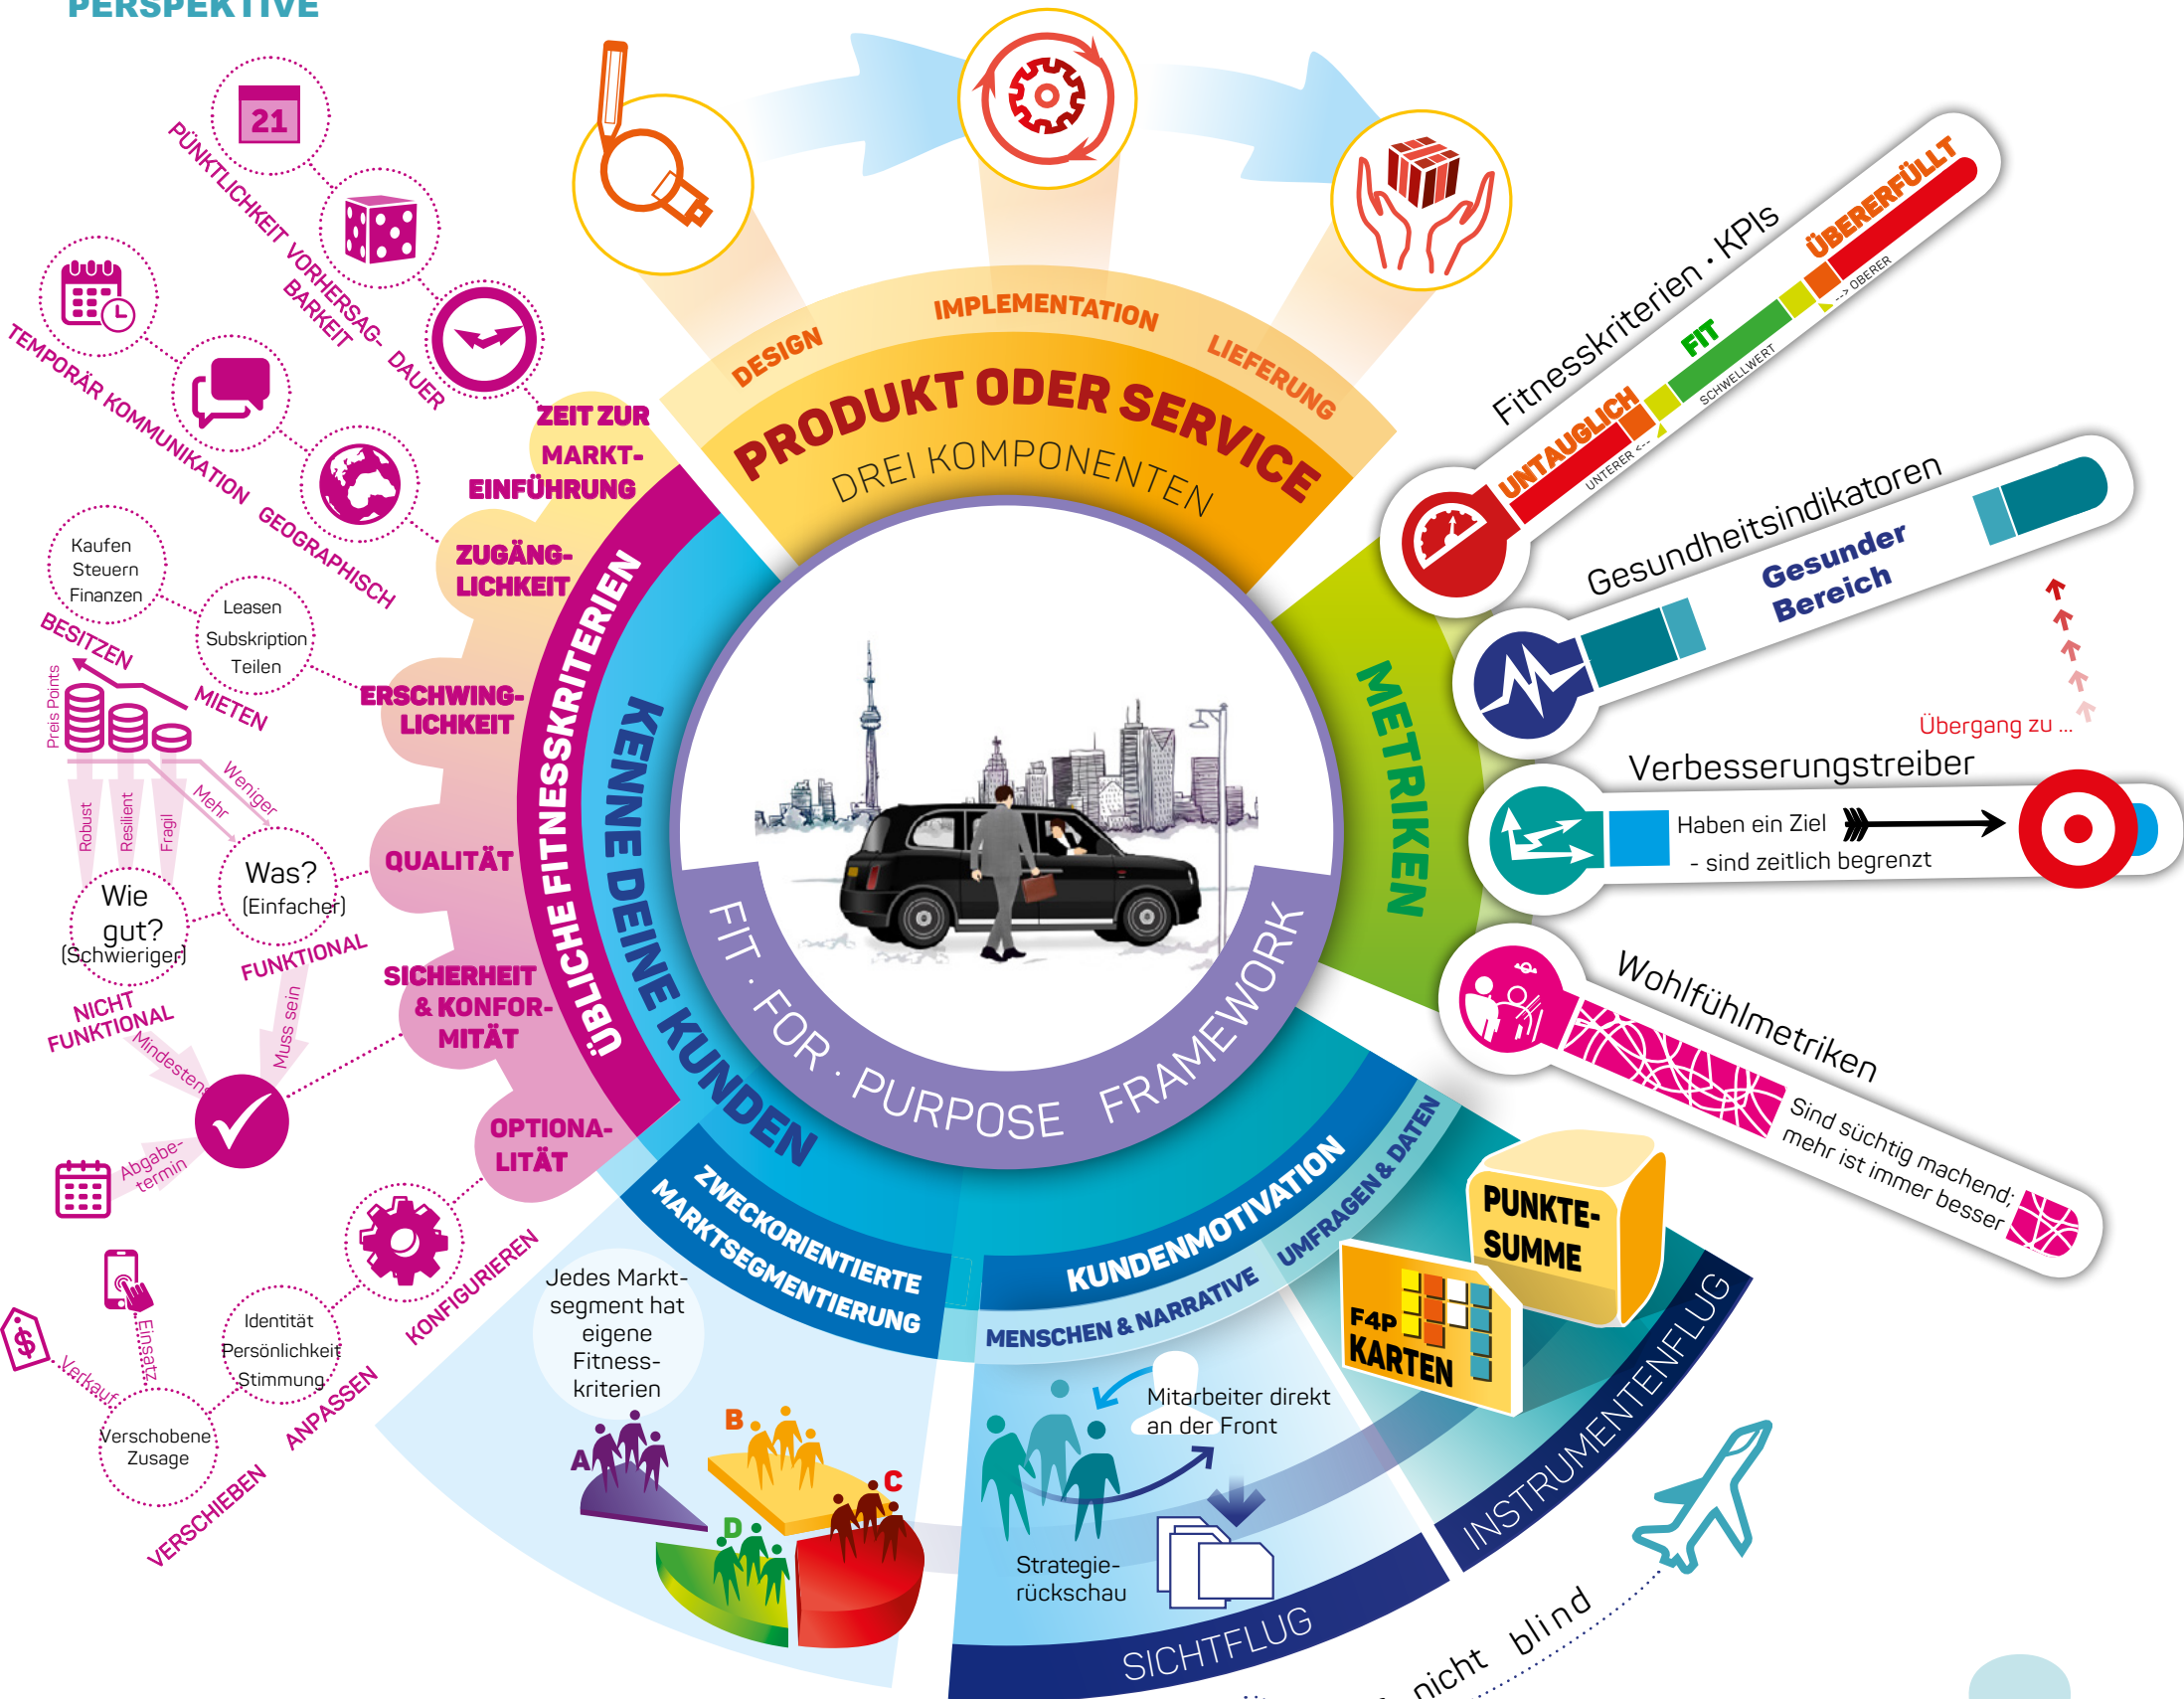 PERSPEKTIVE
21
PÜNKTLICHKEIT
VORHERSAG-
BARKEIT
DAUER
TEMPORÄR
KOMMUNIKATION
GEOGRAPHISCH
Kaufen
Steuern
Finanzen
Leasen
Subskription
Teilen
BESITZEN
MIETEN
Preis Points
Robust
Resilient
Fragil
Mehr
Weniger
Was?
(Einfacher)
Wie
gut?
(Schwieriger)
FUNKTIONAL
NICHT
FUNKTIONAL
Mindestens
Muss sein
Abgabe-
termin
Identität
Persönlichkeit
Stimmung
Verschobene
Zusage
$
Verkauf
Einsatz
KONFIGURIEREN
ANPASSEN
VERSCHIEBEN
ZEIT ZUR
MARKT-
EINFÜHRUNG
ZUGÄNG-
LICHKEIT
ERSCHWING-
LICHKEIT
QUALITÄT
SICHERHEIT
& KONFOR-
MITÄT
OPTIONA-
LITÄT
ÜBLICHE FITNESSKRITERIEN
KENNE DEINE KUNDEN
DESIGN
IMPLEMENTATION
LIEFERUNG
PRODUKT ODER SERVICE
DREI KOMPONENTEN
FIT · FOR · PURPOSE FRAMEWORK
METRIKEN
Fitnesskriterien · KPIs
UNTAUGLICH
FIT
ÜBERERFÜLLT
UNTERER <--
SCHWELLWERT
--> OBERER
Gesundheitsindikatoren
Gesunder
Bereich
Übergang zu ...
Verbesserungstreiber
Haben ein Ziel
- sind zeitlich begrenzt
Wohlfühlmetriken
Sind süchtig machend;
mehr ist immer besser
ZWECKORIENTIERTE
MARKTSEGMENTIERUNG
Jedes Markt-
segment hat
eigene
Fitness-
kriterien
A
B
C
D
KUNDENMOTIVATION
MENSCHEN & NARRATIVE
UMFRAGEN & DATEN
Mitarbeiter direkt
an der Front
Strategie-
rückschau
PUNKTE-
SUMME
F4P
KARTEN
SICHTFLUG
INSTRUMENTENFLUG
nicht blind